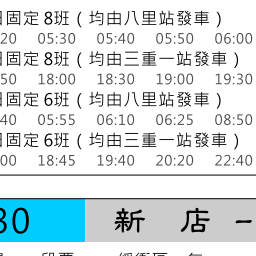 固定 8班 ( 均由八里站發車 )
20 05:30 05:40 05:50 06:00
固定 8班 ( 均由三重一站發車 )
50 18:00 18:30 19:00 19:30
固定 6班 ( 均由八里站發車 )
40 05:55 06:10 06:25 08:50
固定 6班 ( 均由三重一站發車 )
00 18:45 19:40 20:20 22:40
80 新 店 –